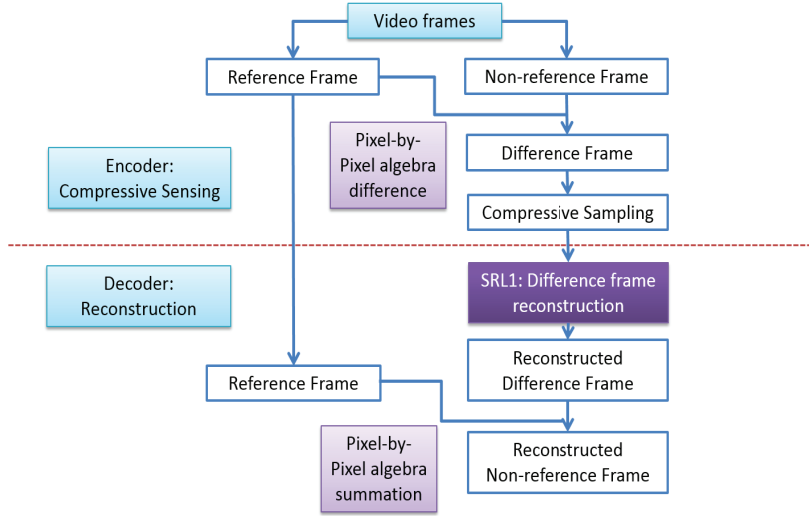 Video frames
Reference Frame
Non-reference Frame
Pixel-by-
Pixel algebra
difference
Encoder:
Compressive Sensing
Difference Frame
Compressive Sampling
Decoder:
Reconstruction
SRL1: Difference frame
reconstruction
Reconstructed
Difference Frame
Reference Frame
Pixel-by-
Pixel algebra
summation
Reconstructed
Non-reference Frame